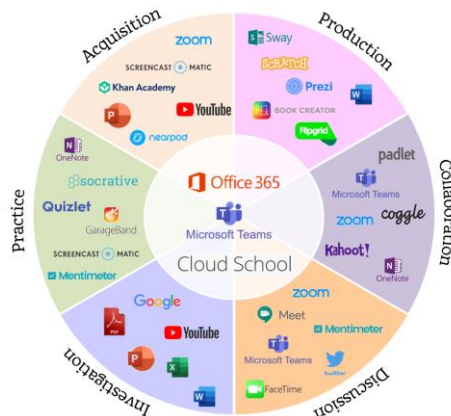 Acquisition
zoom
SCREENCAST O MATIC
Khan Academy
P
YouTube
nearpod
Production
S
Sway
SCRATCH
Prezi
BOOK CREATOR
W
Flipgrid
Collaboration
padlet
Microsoft Teams
coggle
zoom
Kahoot!
N
OneNote
Discussion
zoom
Meet
Mentimeter
Microsoft Teams
twitter
FaceTime
Investigation
Google
PDF
YouTube
P
X
W
Practice
N
OneNote
socrative
Quizlet
GarageBand
SCREENCAST O MATIC
Mentimeter
Office 365
Microsoft Teams
Cloud School